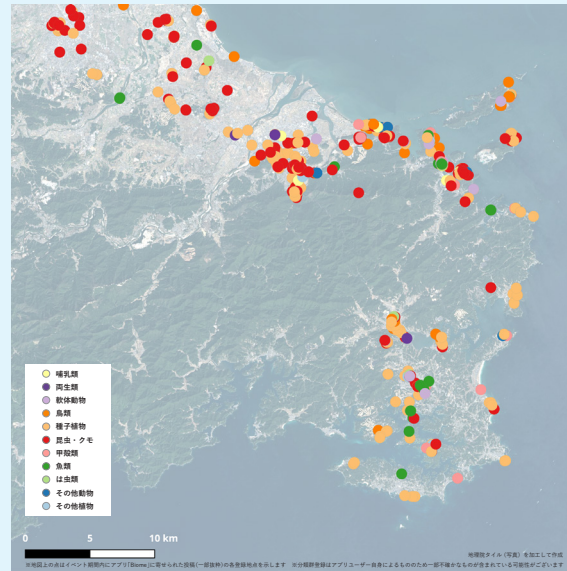 哺乳類
両生類
軟体動物
鳥類
種子植物
昆虫・クモ
甲殻類
魚類
は虫類
その他動物
その他植物
0 5 10 km
地理院タイル (写真) を加工して作成
※地図上の点はイベント期間内にアプリ「Biome」に寄せられた投稿(一部抜粋)の各登録地点を示します ※分類群登録はアプリユーザー自身によるもののため一部不確かなものが含まれている可能性がございます